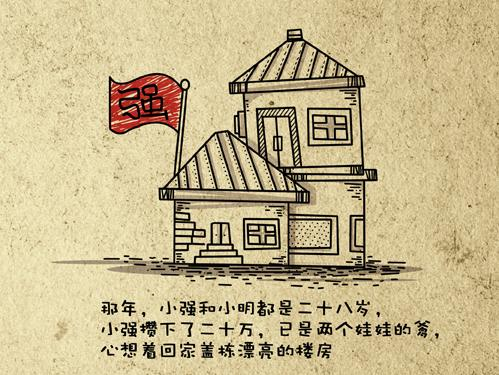 强
那年，小强和小明都是二十八岁，
小强攒下了二十万，已是两个娃娃的爹，
心想着回家盖栋漂亮的楼房